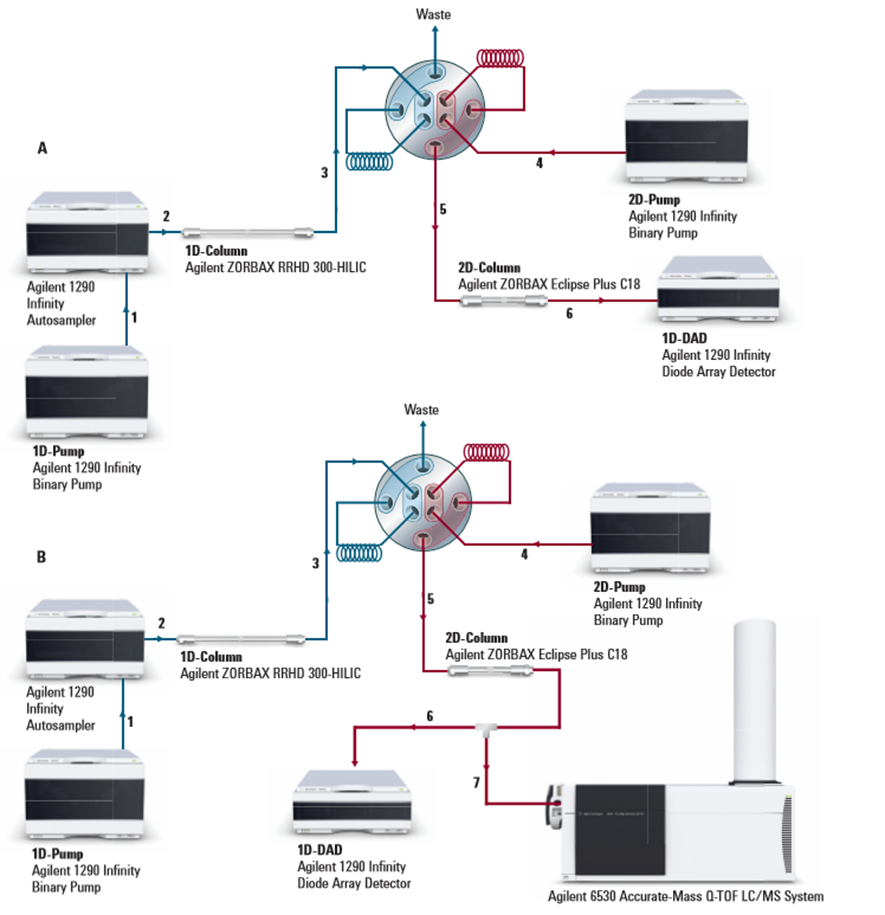 Waste
A
3
4
2D-Pump
Agilent 1290 Infinity
Binary Pump
2
5
1D-Column
Agilent ZORBAX RRHD 300-HILIC
2D-Column
Agilent ZORBAX Eclipse Plus C18
6
Agilent 1290
Infinity
Autosampler
1
1D-DAD
Agilent 1290 Infinity
Diode Array Detector
1D-Pump
Agilent 1290 Infinity
Binary Pump
Waste
B
3
4
2D-Pump
Agilent 1290 Infinity
Binary Pump
2
5
1D-Column
Agilent ZORBAX RRHD 300-HILIC
2D-Column
Agilent ZORBAX Eclipse Plus C18
Agilent 1290
Infinity
Autosampler
1
6
7
1D-Pump
Agilent 1290 Infinity
Binary Pump
1D-DAD
Agilent 1290 Infinity
Diode Array Detector
Agilent 6530 Accurate-Mass Q-TOF LC/MS System